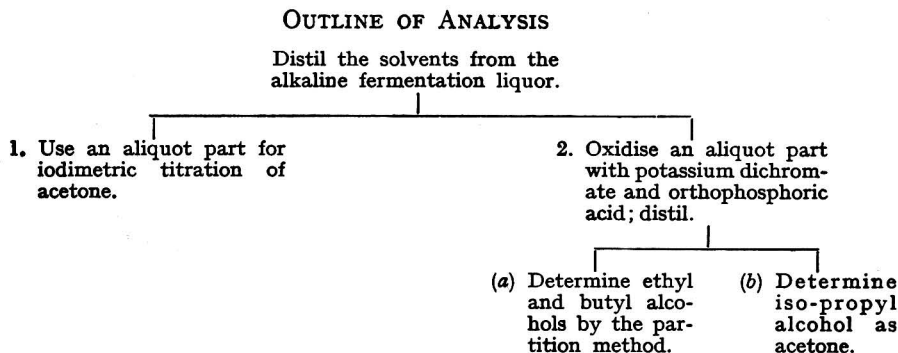 OUTLINE OF ANALYSIS
Distil the solvents from the
alkaline fermentation liquor.
1. Use an aliquot part for
iodimetric titration of
acetone.
2. Oxidise an aliquot part
with potassium dichrom-
ate and orthophosphoric
acid; distil.
(a) Determine ethyl
and butyl alco-
hols by the par-
tition method.
(b) Determine
iso-propyl
alcohol as
acetone.